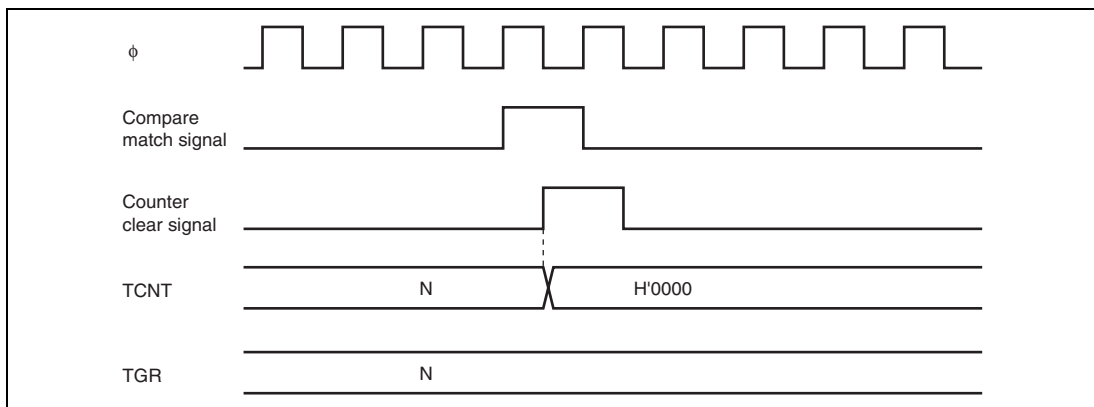 ϕ
Compare
match signal
Counter
clear signal
TCNT N H'0000
TGR N